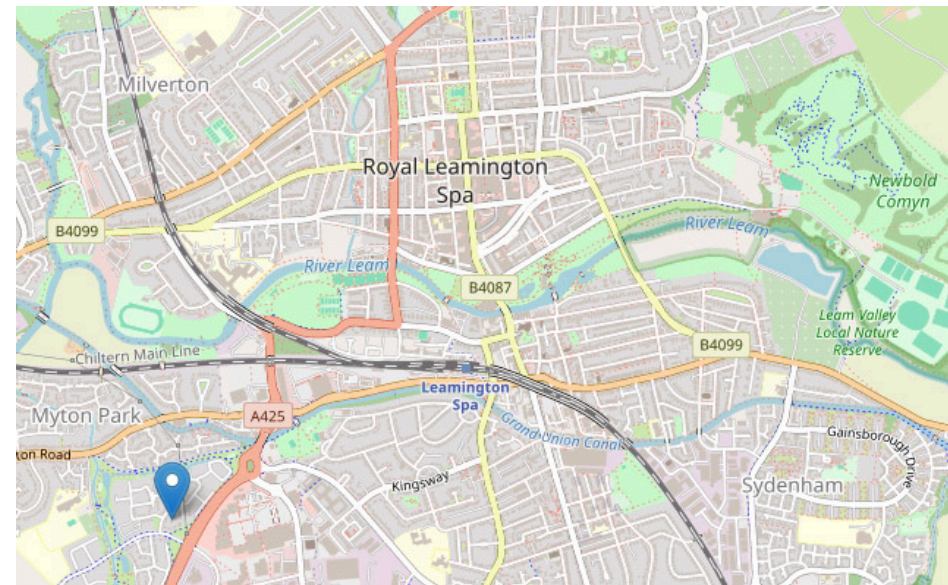 Milverton
Royal Leamington
Spa
Newbold
Comyn
B4099
River Leam
River Leam
B4087
Leam Valley
Local Nature
Reserve
B4099
Chiltern Main Line
Leamington
Spa
Myton Park
A425
Grand Union Canal
Gainsborough Drive
ton Road
Kingsway
Sydenham